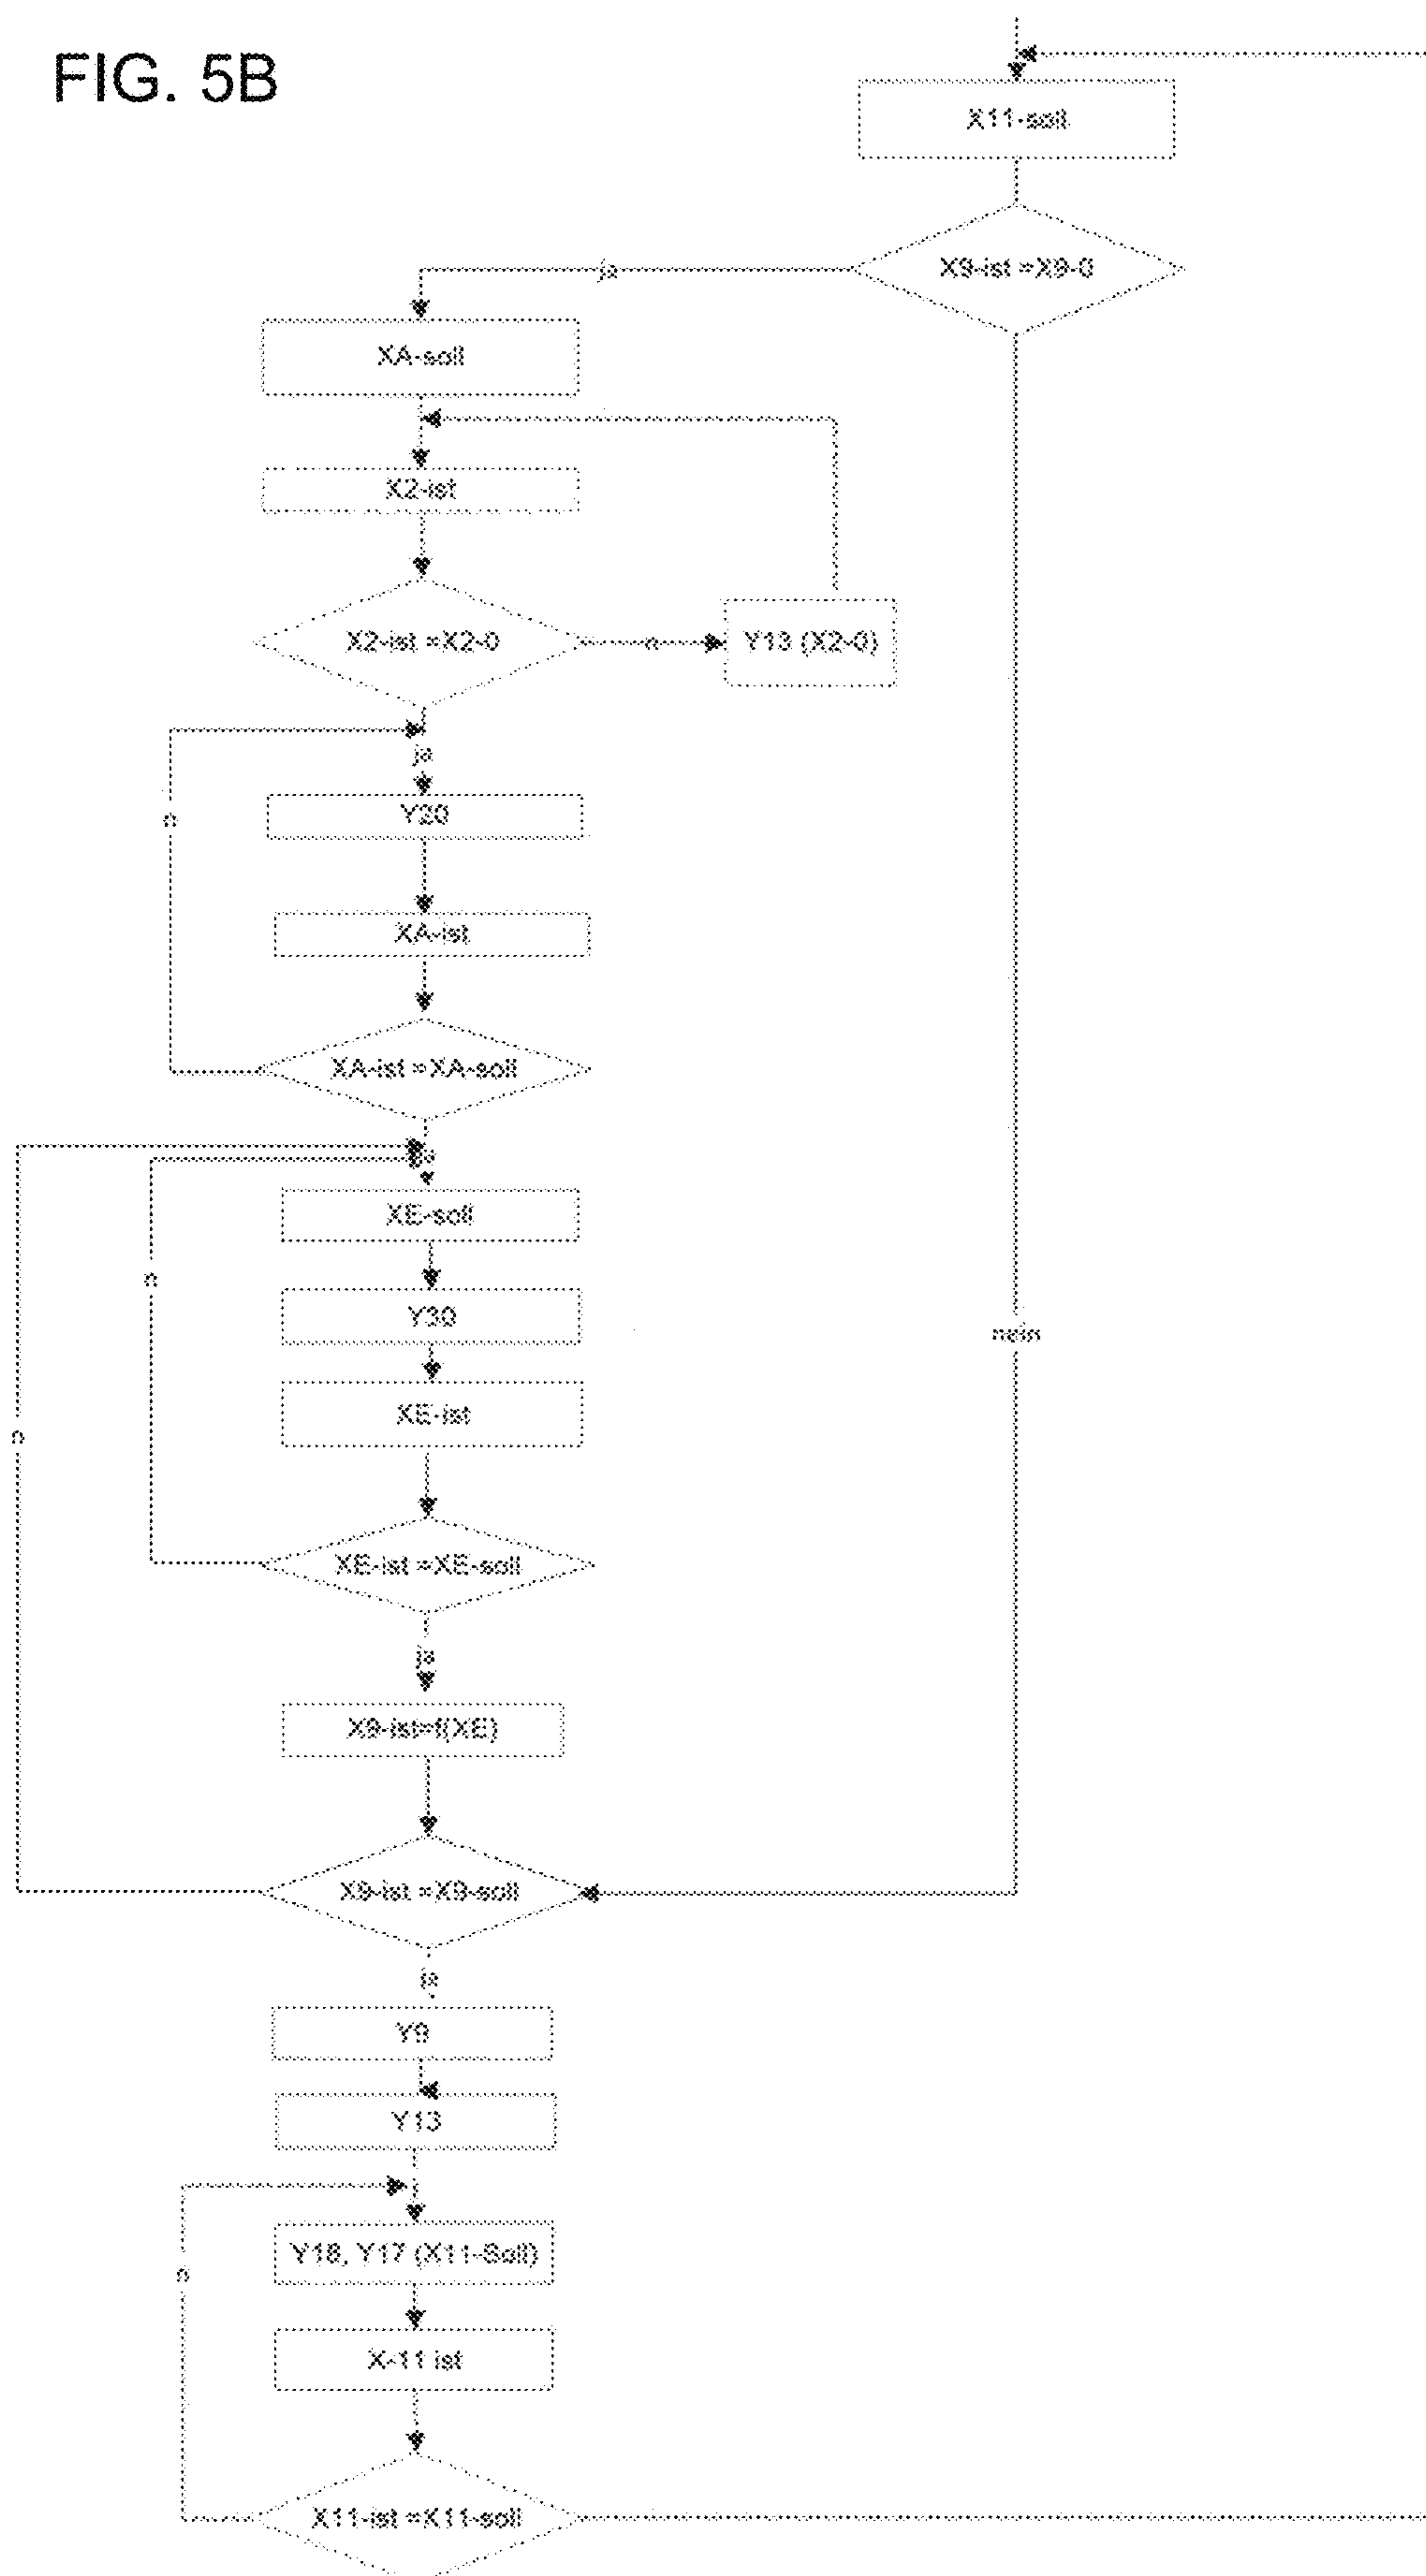 FIG. 5B
X11-soll
X9-ist =X9-0
ja
XA-soll
X2-ist
X2-ist =X2-0
n
Y13 (X2-0)
ja
n
Y20
XA-ist
XA-ist =XA-soll
ja
XE-soll
n
Y30
nein
XE-ist
n
XE-ist =XE-soll
ja
X9-ist=f(XE)
X9-ist =X9-soll
ja
Y9
Y13
Y18, Y17 (X11-Soll)
n
X-11 ist
X11-ist =X11-soll